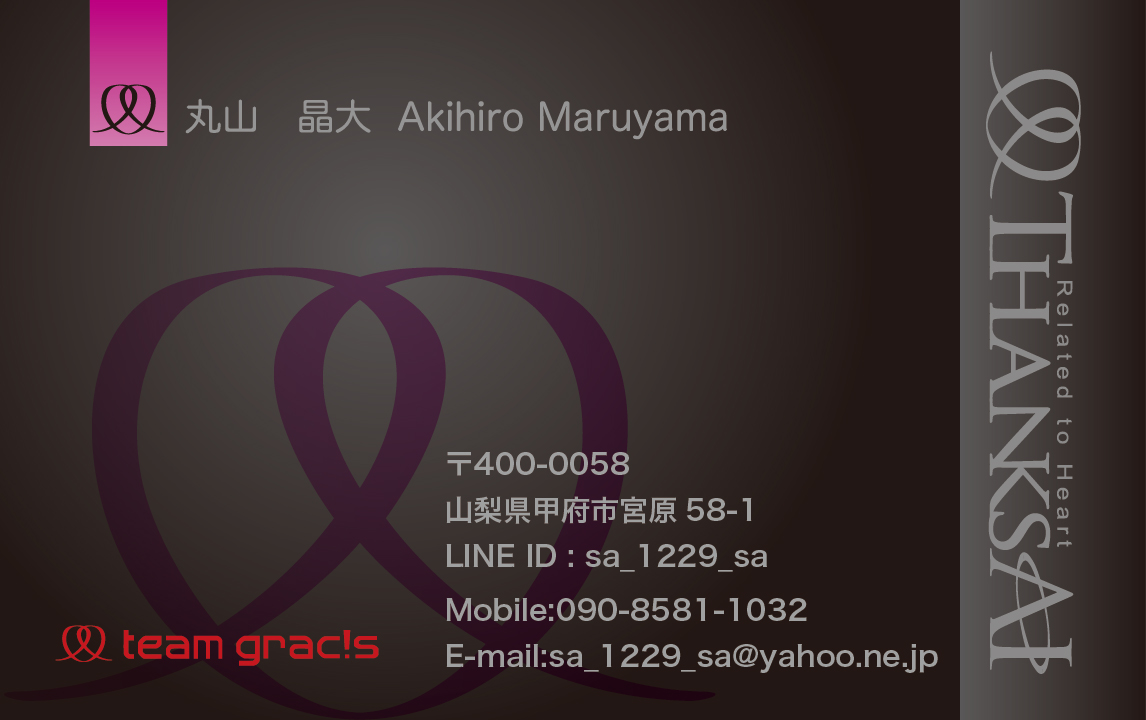 丸山　晶大 Akihiro Maruyama
〒400-0058
山梨県甲府市宮原 58-1
LINE ID : sa_1229_sa
Mobile:090-8581-1032
E-mail:sa_1229_sa@yahoo.ne.jp
team grac!s
THANKSAI
Related to Heart